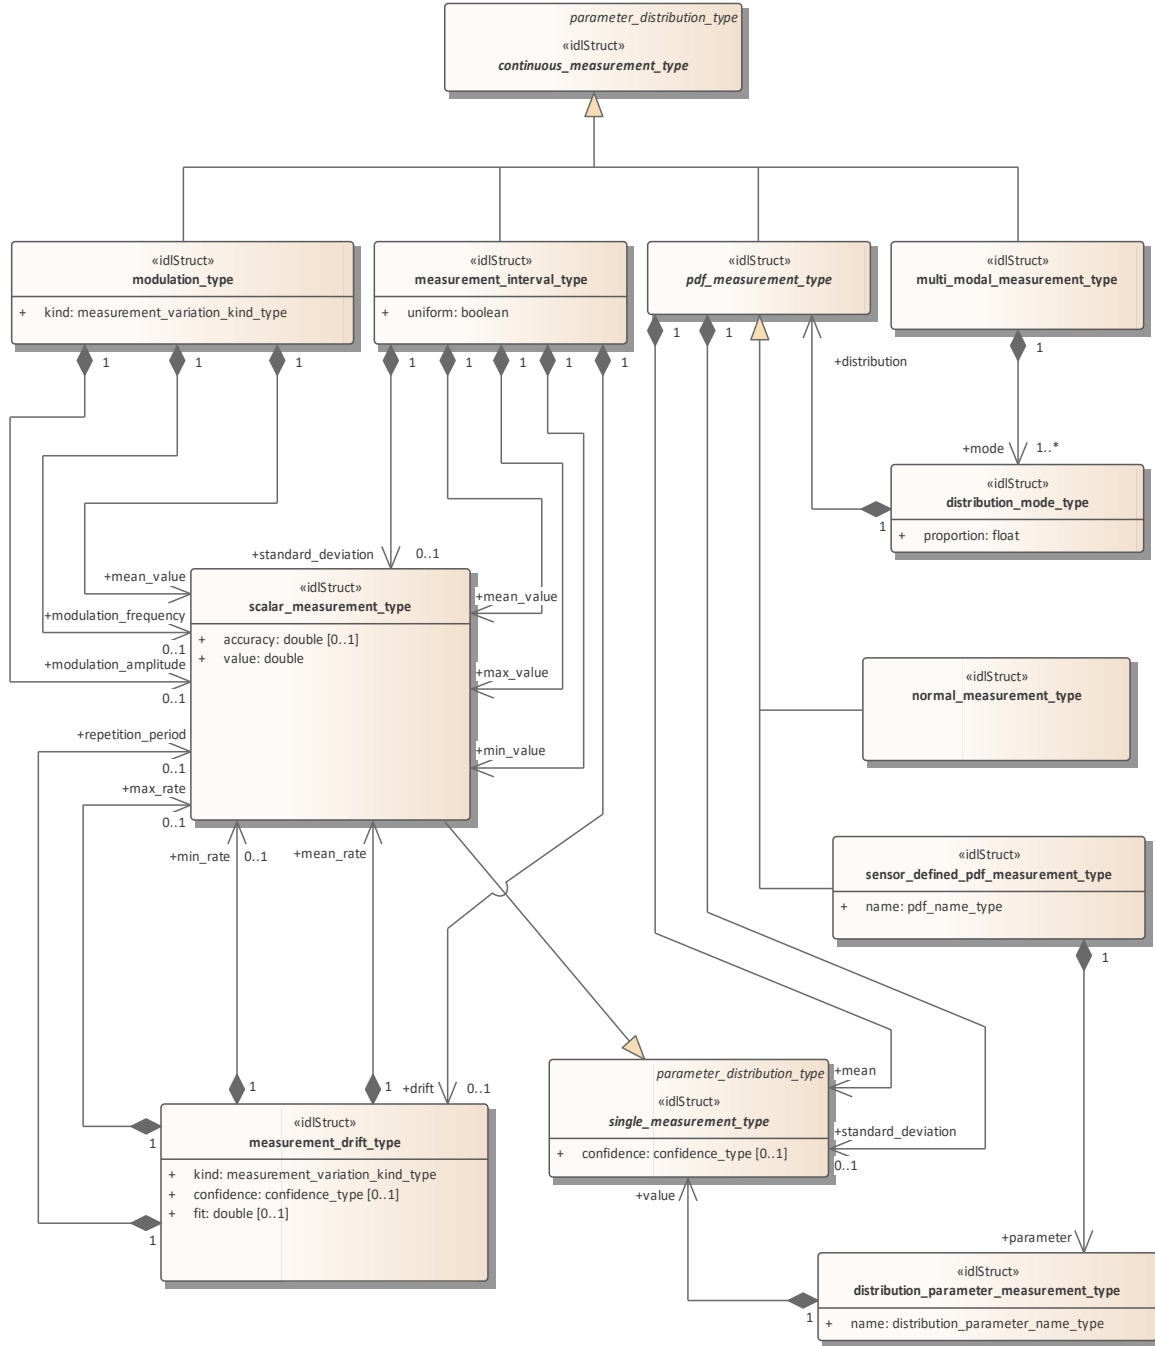 parameter_distribution_type
«idlStruct»
continuous_measurement_type
«idlStruct»
modulation_type
+ kind: measurement_variation_kind_type
«idlStruct»
measurement_interval_type
+ uniform: boolean
«idlStruct»
pdf_measurement_type
«idlStruct»
multi_modal_measurement_type
1
1
1
1
1
1
1
1
1
1
1
+distribution
+mode
1..*
«idlStruct»
distribution_mode_type
+ proportion: float
1
+standard_deviation
0..1
+mean_value
+modulation_frequency
0..1
+modulation_amplitude
0..1
+repetition_period
0..1
+max_rate
0..1
«idlStruct»
scalar_measurement_type
+ accuracy: double [0..1]
+ value: double
+mean_value
+max_value
+min_value
«idlStruct»
normal_measurement_type
+min_rate
0..1
+mean_rate
«idlStruct»
sensor_defined_pdf_measurement_type
+ name: pdf_name_type
1
1
1
+drift
0..1
1
«idlStruct»
measurement_drift_type
+ kind: measurement_variation_kind_type
+ confidence: confidence_type [0..1]
+ fit: double [0..1]
1
parameter_distribution_type
«idlStruct»
single_measurement_type
+ confidence: confidence_type [0..1]
+mean
+standard_deviation
0..1
+value
+parameter
1
«idlStruct»
distribution_parameter_measurement_type
+ name: distribution_parameter_name_type